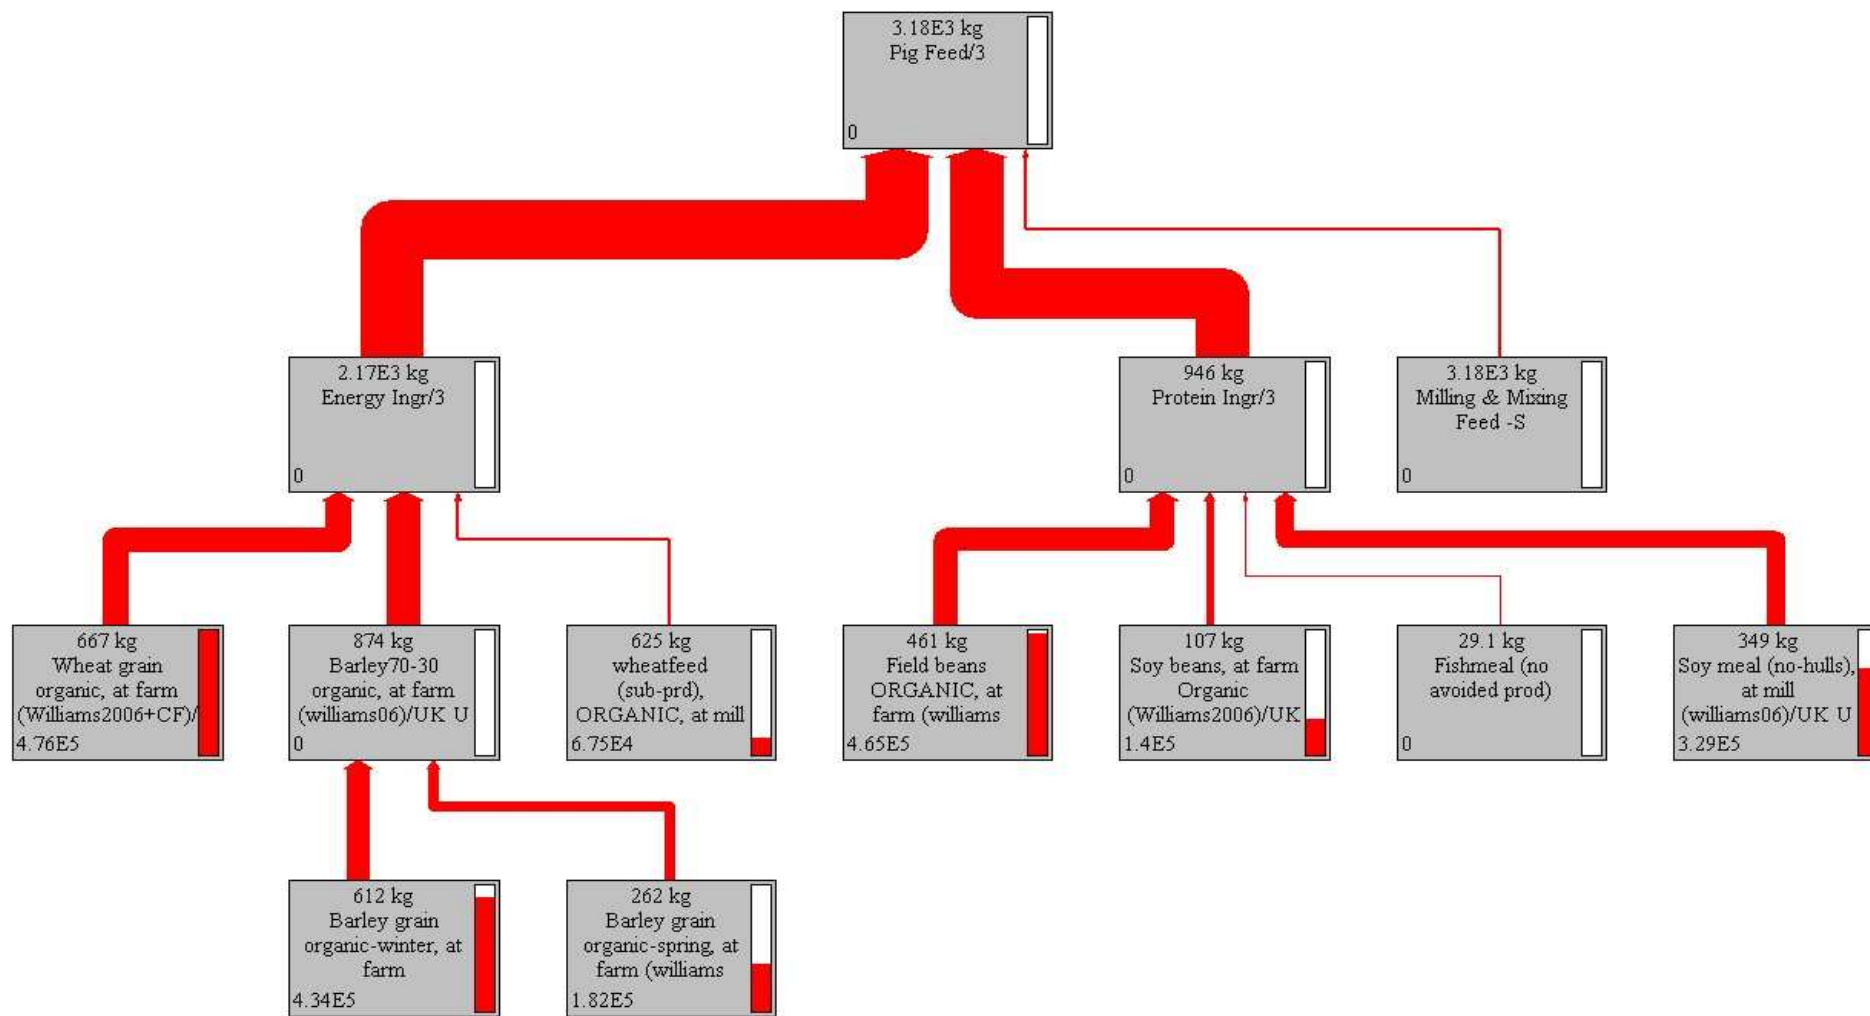 3.18E3 kg
Pig Feed/3
0
2.17E3 kg
Energy Ingr/3
0
946 kg
Protein Ingr/3
0
3.18E3 kg
Milling & Mixing
Feed -S
0
667 kg
Wheat grain
organic, at farm
(Williams2006+CF)/
4.76E5
874 kg
Barley70-30
organic, at farm
(williams06)/UK U
0
625 kg
wheatfeed
(sub-prd),
ORGANIC, at mill
6.75E4
461 kg
Field beans
ORGANIC, at
farm (williams
4.65E5
107 kg
Soy beans, at farm
Organic
(Williams2006)/UK
1.4E5
29.1 kg
Fishmeal (no
avoided prod)
0
349 kg
Soy meal (no-hulls),
at mill
(williams06)/UK U
3.29E5
612 kg
Barley grain
organic-winter, at
farm
4.34E5
262 kg
Barley grain
organic-spring, at
farm (williams
1.82E5